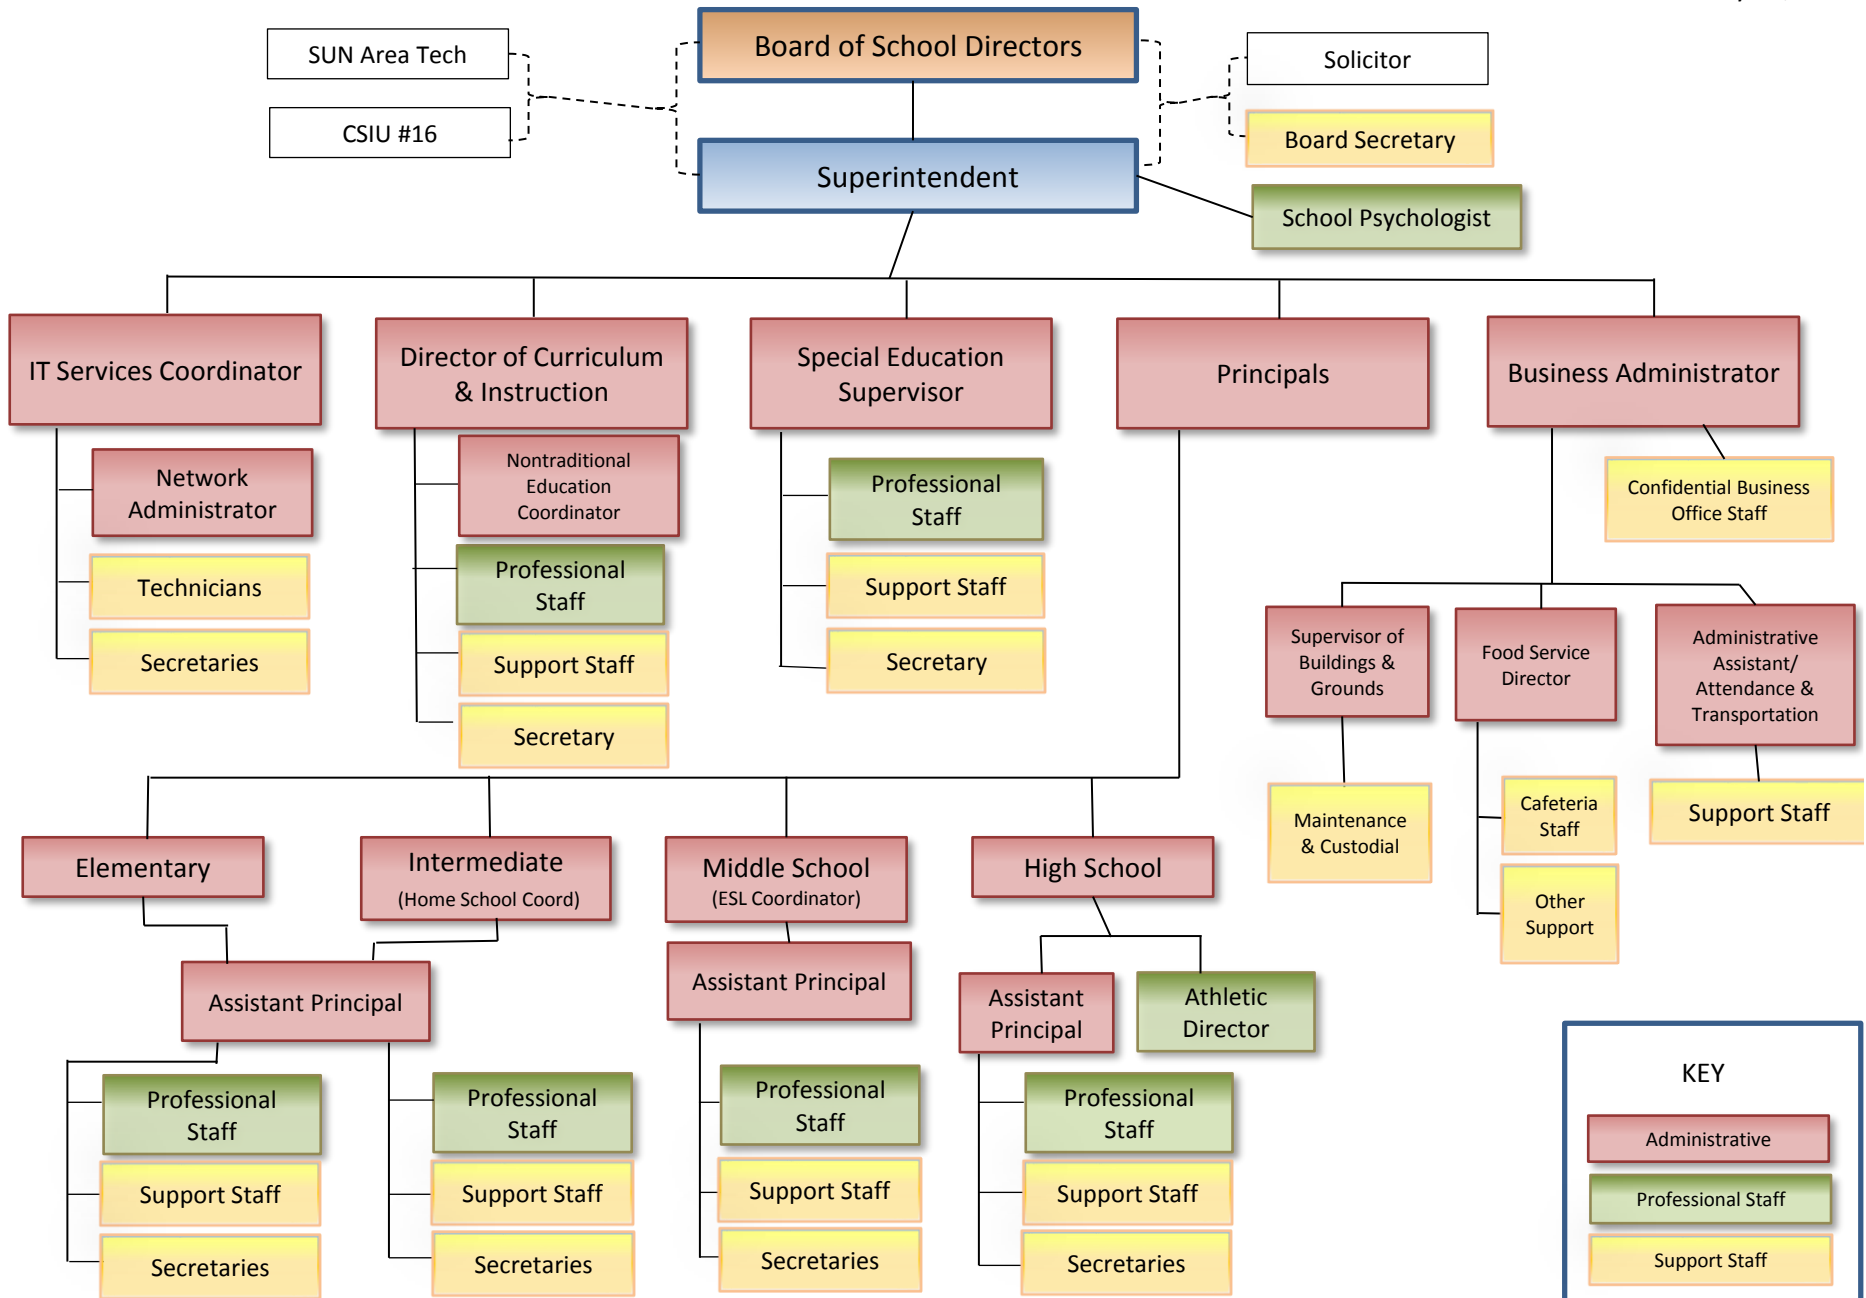 Board of School Directors
SUN Area Tech
Solicitor
CSIU #16
Board Secretary
Superintendent
School Psychologist
IT Services Coordinator
Director of Curriculum
& Instruction
Special Education
Supervisor
Principals
Business Administrator
Network
Administrator
Technicians
Secretaries
Nontraditional
Education
Coordinator
Professional
Staff
Support Staff
Secretary
Professional
Staff
Support Staff
Secretary
Confidential Business
Office Staff
Supervisor of
Buildings &
Grounds
Food Service
Director
Administrative
Assistant/
Attendance &
Transportation
Maintenance
& Custodial
Cafeteria
Staff
Other
Support
Support Staff
Elementary
Intermediate
(Home School Coord)
Middle School
(ESL Coordinator)
High School
Assistant Principal
Assistant Principal
Assistant
Principal
Athletic
Director
Professional
Staff
Support Staff
Secretaries
Professional
Staff
Support Staff
Secretaries
Professional
Staff
Support Staff
Secretaries
Professional
Staff
Support Staff
Secretaries
KEY
Administrative
Professional Staff
Support Staff